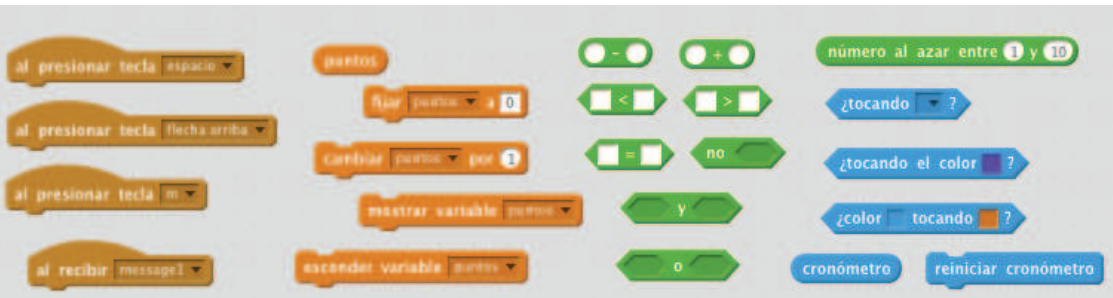 al presionar tecla espacio
al presionar tecla flecha arriba
al presionar tecla m
al recibir message1
puntos
fijar puntos a 0
cambiar puntos por 1
mostrar variable puntos
esconder variable puntos
-
+
<
>
=
no
y
o
número al azar entre 1 y 10
¿tocando ?
¿tocando el color ?
¿color tocando ?
cronómetro
reiniciar cronómetro